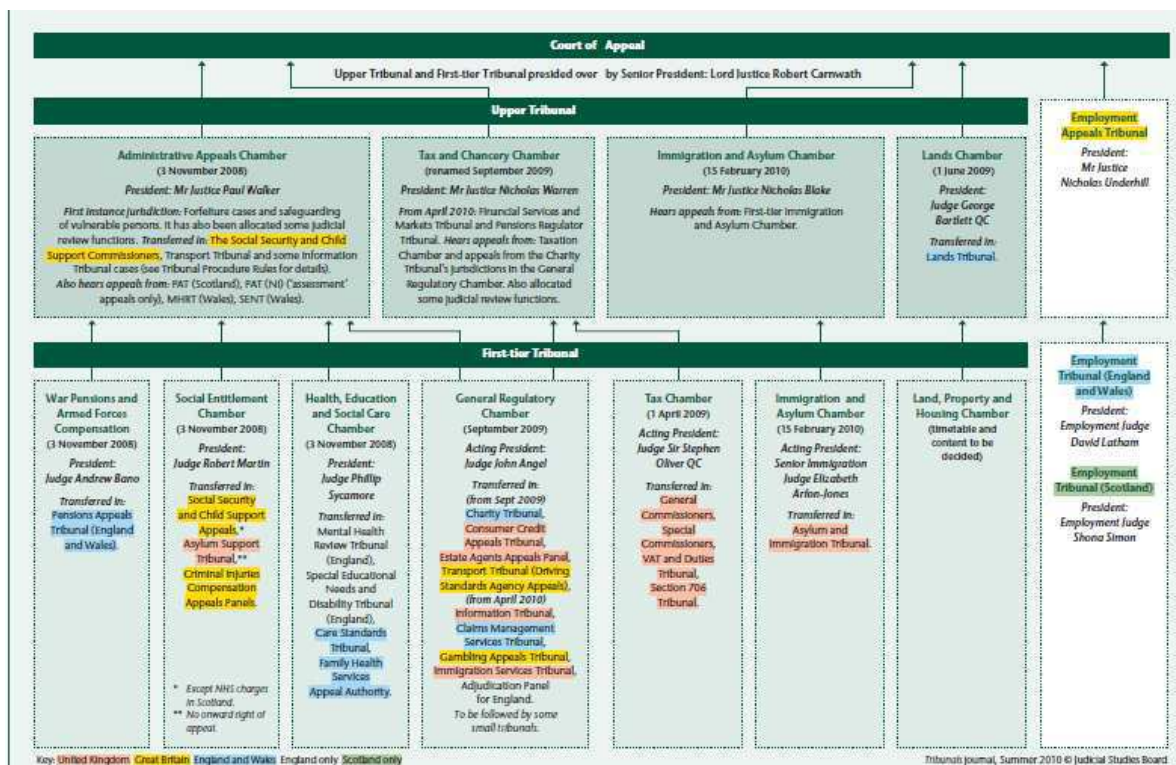 Court of Appeal
Upper Tribunal and First-tier Tribunal presided over by Senior President: Lord Justice Robert Carnwath
Upper Tribunal
Administrative Appeals Chamber
(3 November 2008)
President: Mr Justice Paul Walker
First instance jurisdiction: Forfeiture cases and safeguarding
of vulnerable persons. It has also been allocated some judicial
review functions. Transferred in: The Social Security and Child
Support Commissioners, Transport Tribunal and some Information
Tribunal cases (see Tribunal Procedure Rules for details).
Also hears appeals from: PAT (Scotland), PAT (NI) ('assessment'
appeals only), MHRT (Wales), SENT (Wales).
Tax and Chancery Chamber
(renamed September 2009)
President: Mr Justice Nicholas Warren
From April 2010: Financial Services and
Markets Tribunal and Pensions Regulator
Tribunal. Hears appeals from: Taxation
Chamber and appeals from the Charity
Tribunal's jurisdictions in the General
Regulatory Chamber. Also allocated
some judicial review functions.
Immigration and Asylum Chamber
(15 February 2010)
President: Mr Justice Nicholas Blake
Hears appeals from: First-tier Immigration
and Asylum Chamber.
Lands Chamber
(1 June 2009)
President:
Judge George
Bartlett QC
Transferred in:
Lands Tribunal.
Employment
Appeals Tribunal
President:
Mr Justice
Nicholas Underhill
First-tier Tribunal
War Pensions and
Armed Forces
Compensation
(3 November 2008)
President:
Judge Andrew Bano
Transferred in:
Pensions Appeals
Tribunal (England
and Wales).
Social Entitlement
Chamber
(3 November 2008)
President:
Judge Robert Martin
Transferred in:
Social Security
and Child Support
Appeals,*
Asylum Support
Tribunal,**
Criminal Injuries
Compensation
Appeals Panels.
* Except NHS charges
in Scotland.
** No onward right of
appeal.
Health, Education
and Social Care
Chamber
(3 November 2008)
President:
Judge Phillip
Sycamore
Transferred in:
Mental Health
Review Tribunal
(England),
Special Educational
Needs and
Disability Tribunal
(England),
Care Standards
Tribunal,
Family Health
Services
Appeal Authority.
General Regulatory
Chamber
(September 2009)
Acting President:
Judge John Angel
Transferred in:
(from Sept 2009)
Charity Tribunal,
Consumer Credit
Appeals Tribunal,
Estate Agents Appeals Panel,
Transport Tribunal (Driving
Standards Agency Appeals),
(from April 2010)
Information Tribunal,
Claims Management
Services Tribunal,
Gambling Appeals Tribunal,
Immigration Services Tribunal,
Adjudication Panel
for England.
To be followed by some
small tribunals.
Tax Chamber
(1 April 2009)
Acting President:
Judge Sir Stephen
Oliver QC
Transferred in:
General
Commissioners,
Special
Commissioners,
VAT and Duties
Tribunal,
Section 706
Tribunal.
Immigration and
Asylum Chamber
(15 February 2010)
Acting President:
Senior Immigration
Judge Elizabeth
Arfon-Jones
Transferred in:
Asylum and
Immigration Tribunal.
Land, Property and
Housing Chamber
(timetable and
content to be
decided)
Employment
Tribunal (England
and Wales)
President:
Employment Judge
David Latham
Employment
Tribunal (Scotland)
President:
Employment Judge
Shona Simon
Key: United Kingdom Great Britain England and Wales England only Scotland only
Tribunals journal, Summer 2010 © Judicial Studies Board